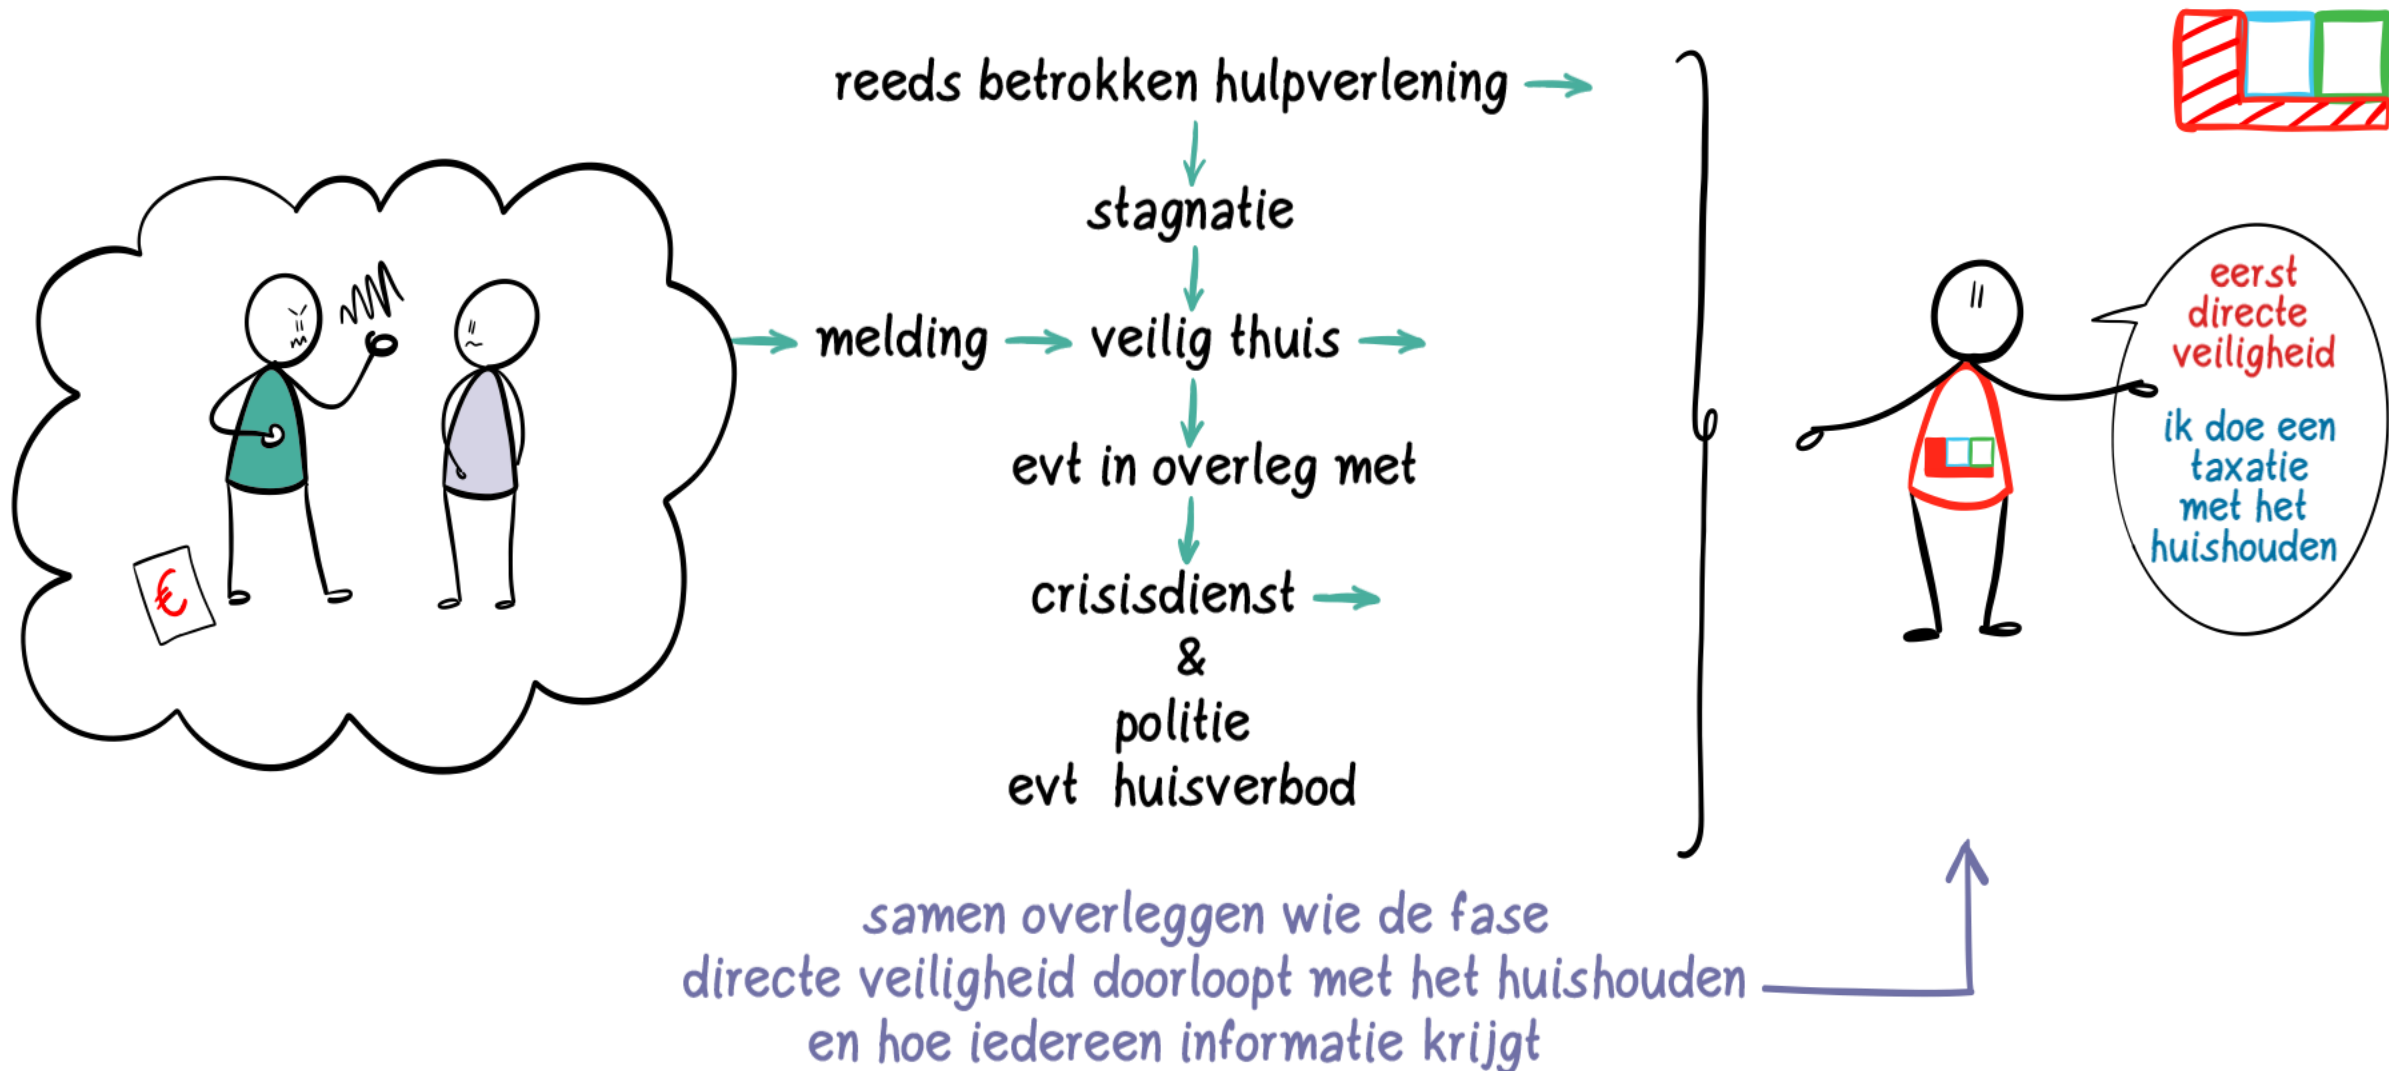 reeds betrokken hulpverlening
stagnatie
melding
veilig thuis
evt in overleg met
crisisdienst
&
politie
evt huisverbod
€
eerst
directe
veiligheid
ik doe een
taxatie
met het
huishouden
samen overleggen wie de fase
directe veiligheid doorloopt met het huishouden
en hoe iedereen informatie krijgt